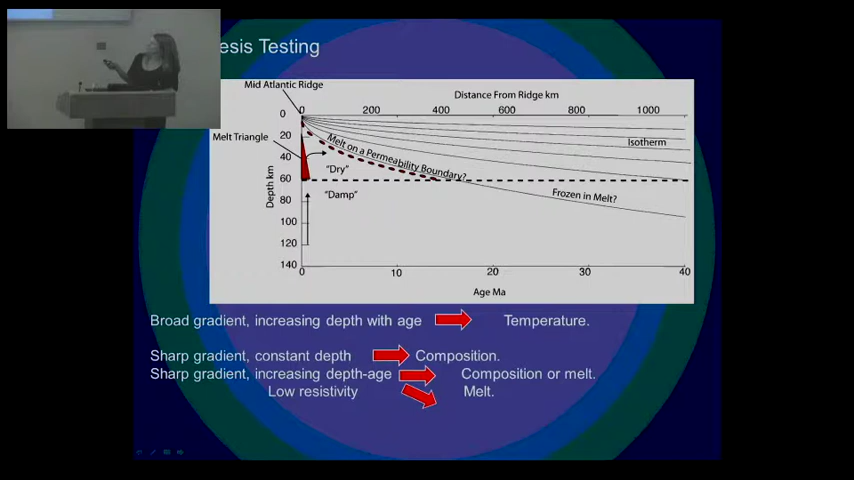 esis Testing
Mid Atlantic Ridge
Distance From Ridge km
0 200 400 600 800 1000
Melt Triangle
Depth km
0
20
40
60
80
100
120
140
Melt on a Permeability Boundary?
Isotherm
"Dry"
"Damp"
Frozen in Melt?
0 10 20 30 40
Age Ma
Broad gradient, increasing depth with age Temperature.
Sharp gradient, constant depth Composition.
Sharp gradient, increasing depth-age Composition or melt.
Low resistivity Melt.